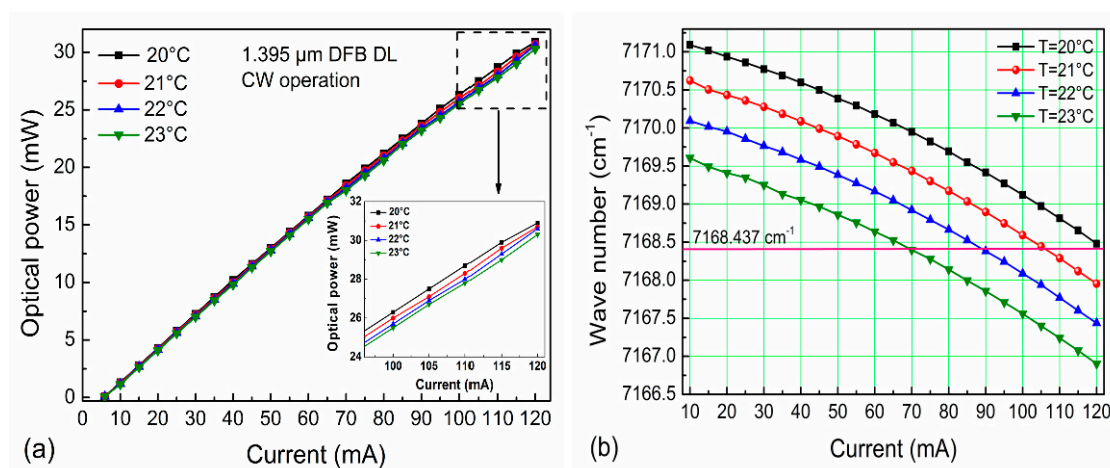 30
25
20
15
10
5
0
Optical power (mW)
20°C
21°C
22°C
23°C
1.395 µm DFB DL
CW operation
32
30
28
26
24
Optical power (mW)
20°C
21°C
22°C
23°C
100 105 110 115 120
Current (mA)
0 10 20 30 40 50 60 70 80 90 100 110 120
(a)
Current (mA)
7171.0
7170.5
7170.0
7169.5
7169.0
7168.5
7168.0
7167.5
7167.0
7166.5
Wave number (cm⁻¹)
T=20°C
T=21°C
T=22°C
T=23°C
7168.437 cm⁻¹
10 20 30 40 50 60 70 80 90 100 110 120
(b)
Current (mA)